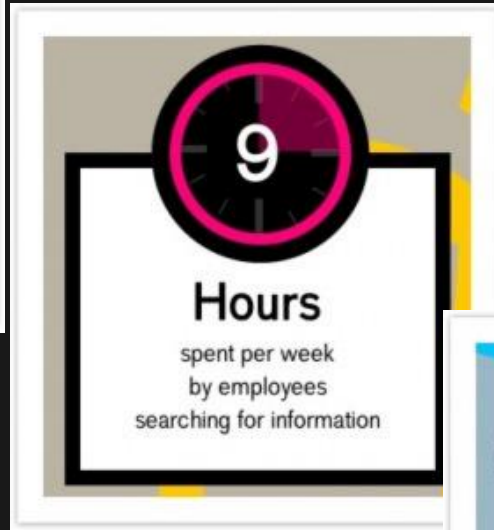 9
Hours
spent per week
by employees
searching for information